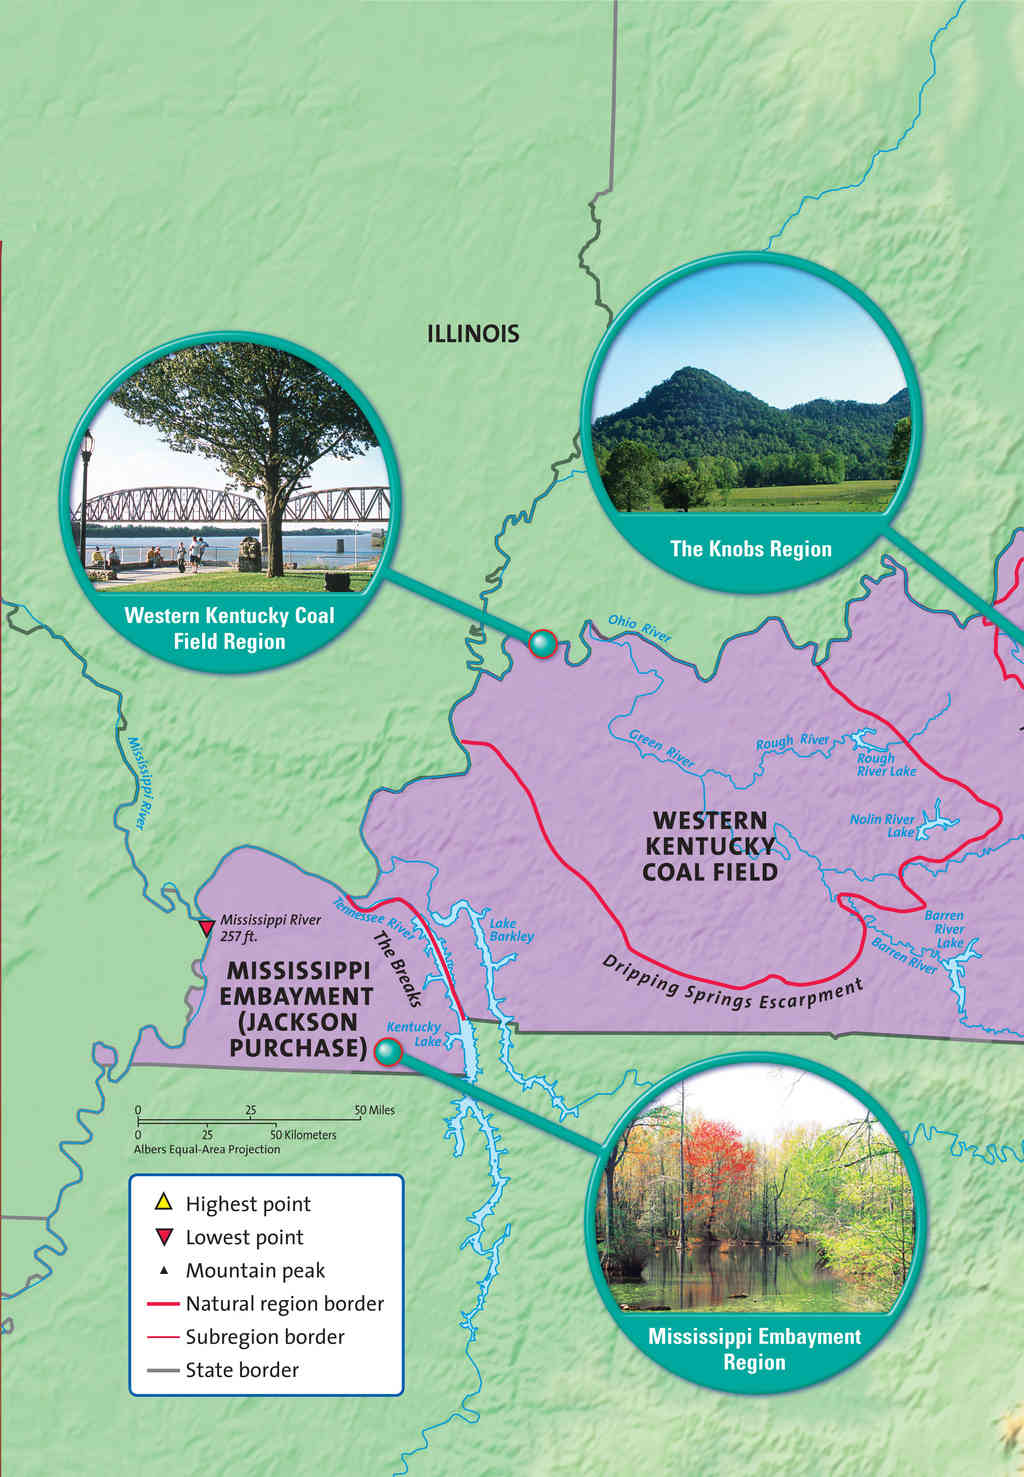 ILLINOIS
The Knobs Region
Western Kentucky Coal
Field Region
Ohio River
Mississippi River
Green River
Rough River
Rough
River Lake
Nolin River
Lake
WESTERN
KENTUCKY
COAL FIELD
Mississippi River
257 ft.
Tennessee River
The Breaks
Lake
Barkley
Barren
River
Lake
Barren River
Dripping Springs Escarpment
MISSISSIPPI
EMBAYMENT
(JACKSON
PURCHASE)
Kentucky
Lake
0 25 50 Miles
0 25 50 Kilometers
Albers Equal-Area Projection
Highest point
Lowest point
Mountain peak
Natural region border
Subregion border
State border
Mississippi Embayment
Region